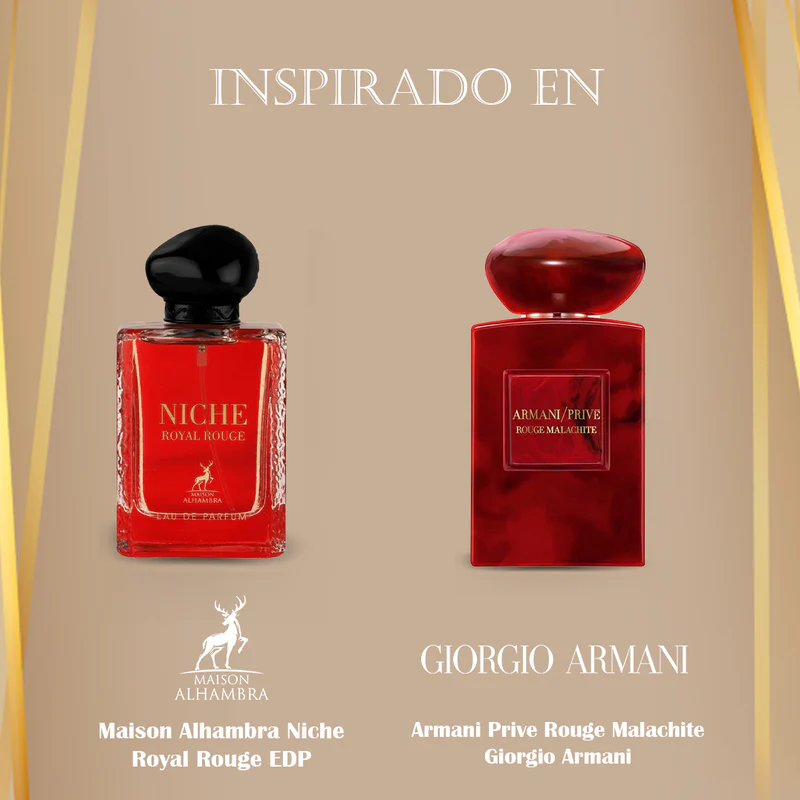 INSPIRADO EN
NICHE
ROYAL ROUGE
MAISON
ALHAMBRA
EAU DE PARFUM
ARMANI/PRIVE
ROUGE MALACHITE
MAISON
ALHAMBRA
Maison Alhambra Niche
Royal Rouge EDP
GIORGIO ARMANI
Armani Prive Rouge Malachite
Giorgio Armani